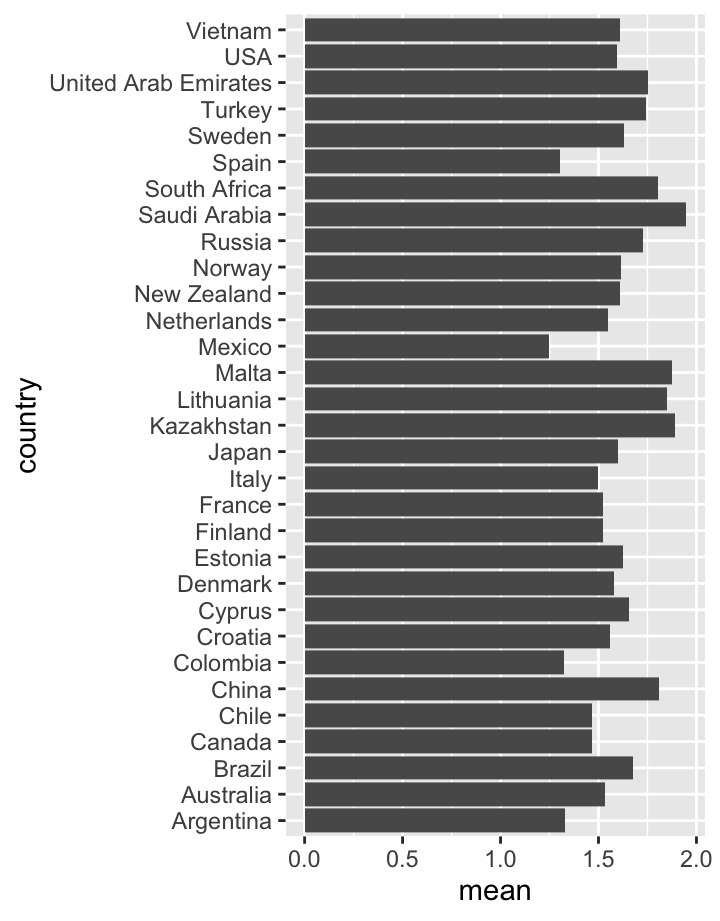 Vietnam
USA
United Arab Emirates
Turkey
Sweden
Spain
South Africa
Saudi Arabia
Russia
Norway
New Zealand
Netherlands
Mexico
Malta
Lithuania
Kazakhstan
Japan
Italy
France
Finland
Estonia
Denmark
Cyprus
Croatia
Colombia
China
Chile
Canada
Brazil
Australia
Argentina
country
0.0 0.5 1.0 1.5 2.0
mean